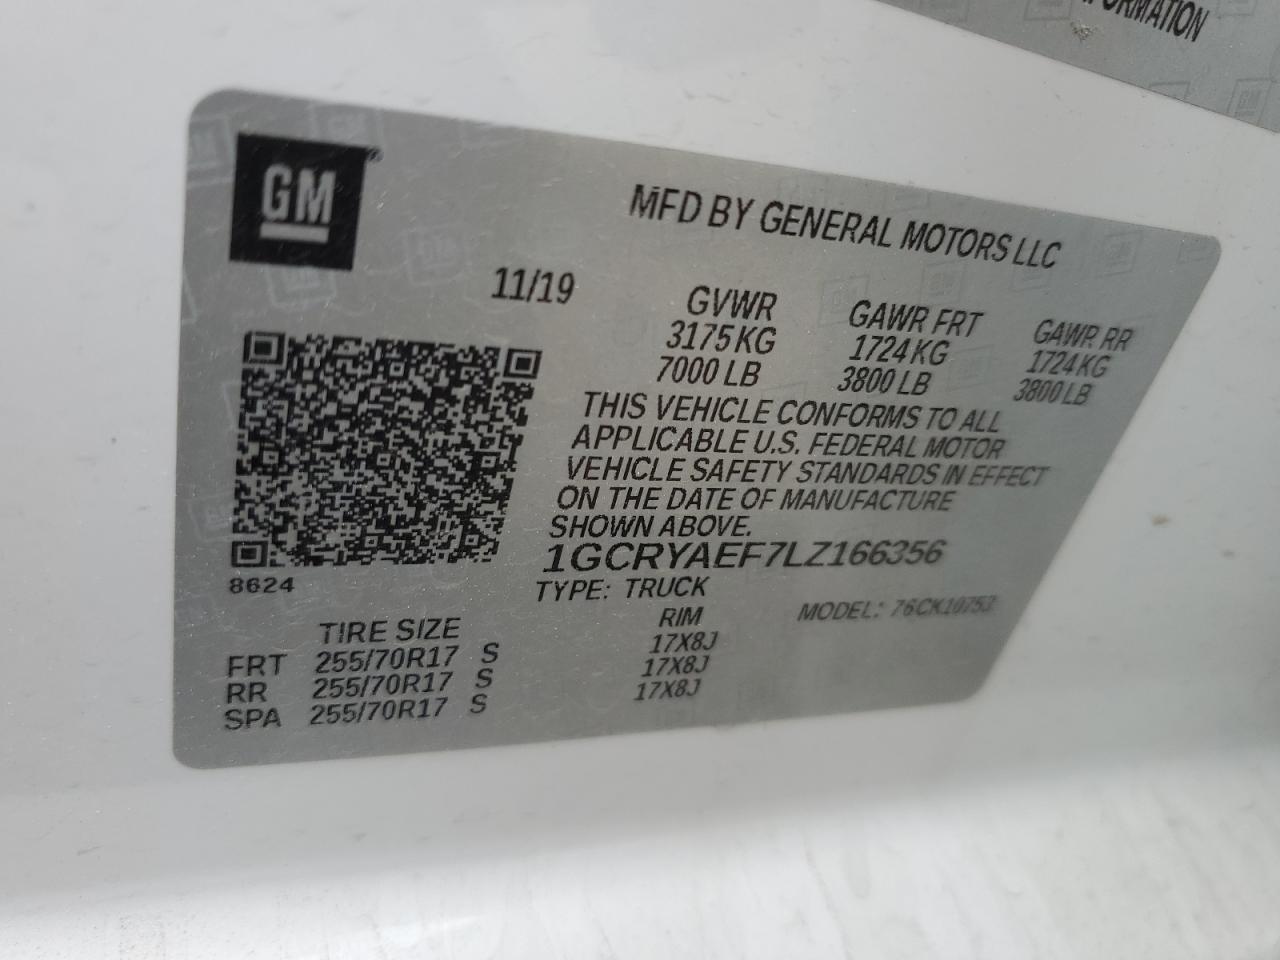 ORMATION
GM
MFD BY GENERAL MOTORS LLC
11/19
GVWR GAWR FRT GAWR RR
3175KG 1724KG 1724KG
7000 LB 3800 LB 3800 LB
THIS VEHICLE CONFORMS TO ALL
APPLICABLE U.S. FEDERAL MOTOR
VEHICLE SAFETY STANDARDS IN EFFECT
ON THE DATE OF MANUFACTURE
SHOWN ABOVE.
1GCRYAEF7LZ166356
8624
TYPE: TRUCK MODEL:
TIRE SIZE RIM
FRT 255/70R17 S 17X8J
RR 255/70R17 S 17X8J
SPA 255/70R17 S 17X8J